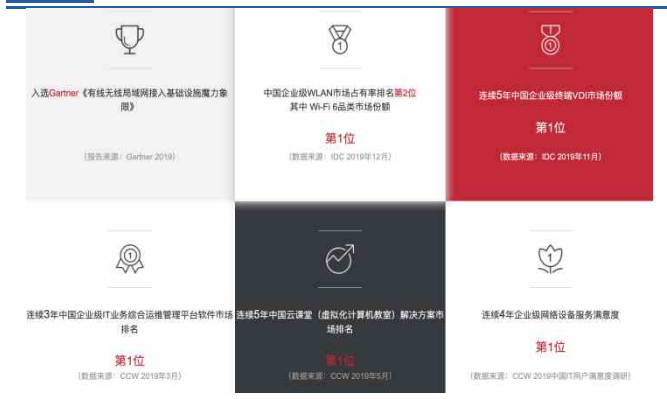 入选Gartner《有线无线局域网接入基础设施魔力象
限》
(报告来源：Gartner 2019)
中国企业级WLAN市场占有率排名第2位
其中 Wi-Fi 6品类市场份额
第1位
(数据来源：IDC 2019年12月)
连续5年中国企业级终端VDI市场份额
第1位
(数据来源：IDC 2019年11月)
连续3年中国企业级IT业务综合运维管理平台软件市场
排名
第1位
(数据来源：CCW 2019年3月)
连续5年中国云课堂（虚拟化计算机教室）解决方案市
场排名
第1位
(数据来源：CCW 2019年5月)
连续4年企业级网络设备服务满意度
第1位
(数据来源：CCW 2019中国IT用户满意度调研)